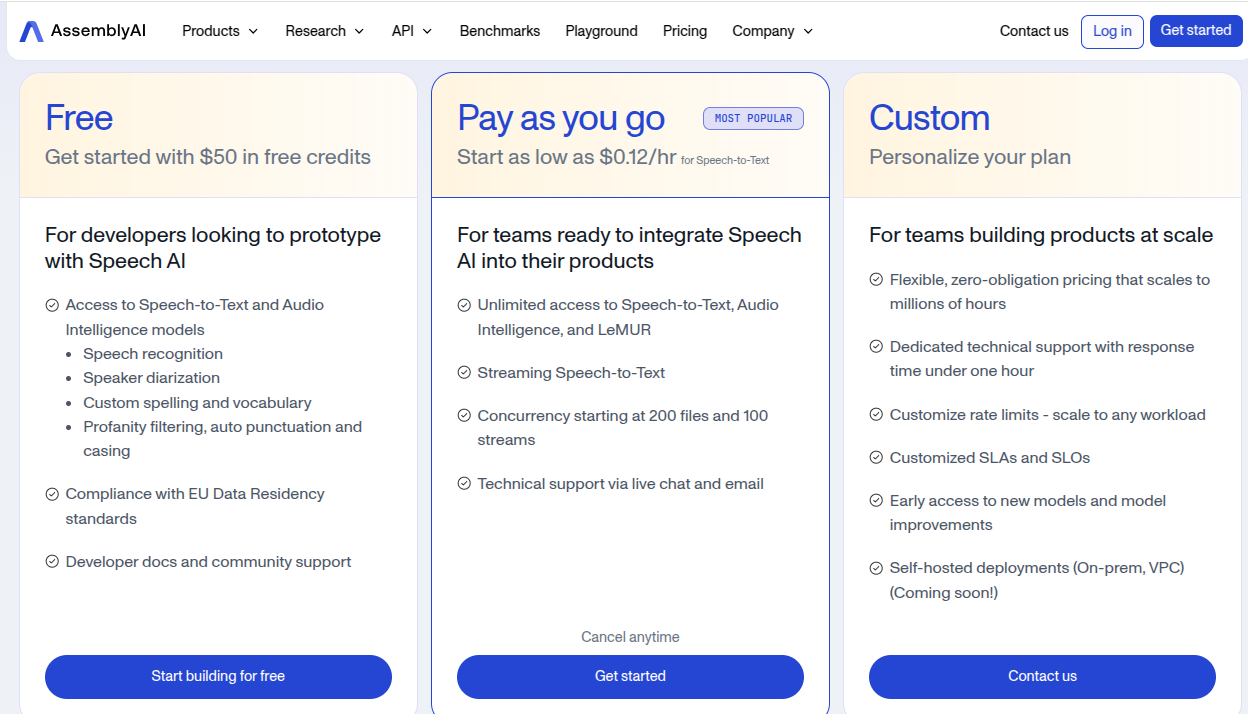 AssemblyAI
Products
Research
API
Benchmarks
Playground
Pricing
Company
Contact us
Log in
Get started
Free
Get started with $50 in free credits
For developers looking to prototype
with Speech AI
Access to Speech-to-Text and Audio
Intelligence models
• Speech recognition
• Speaker diarization
• Custom spelling and vocabulary
• Profanity filtering, auto punctuation and
casing
Compliance with EU Data Residency
standards
Developer docs and community support
Start building for free
Pay as you go
MOST POPULAR
Start as low as $0.12/hr for Speech-to-Text
For teams ready to integrate Speech
AI into their products
Unlimited access to Speech-to-Text, Audio
Intelligence, and LeMUR
Streaming Speech-to-Text
Concurrency starting at 200 files and 100
streams
Technical support via live chat and email
Cancel anytime
Get started
Custom
Personalize your plan
For teams building products at scale
Flexible, zero-obligation pricing that scales to
millions of hours
Dedicated technical support with response
time under one hour
Customize rate limits - scale to any workload
Customized SLAs and SLOs
Early access to new models and model
improvements
Self-hosted deployments (On-prem, VPC)
(Coming soon!)
Contact us